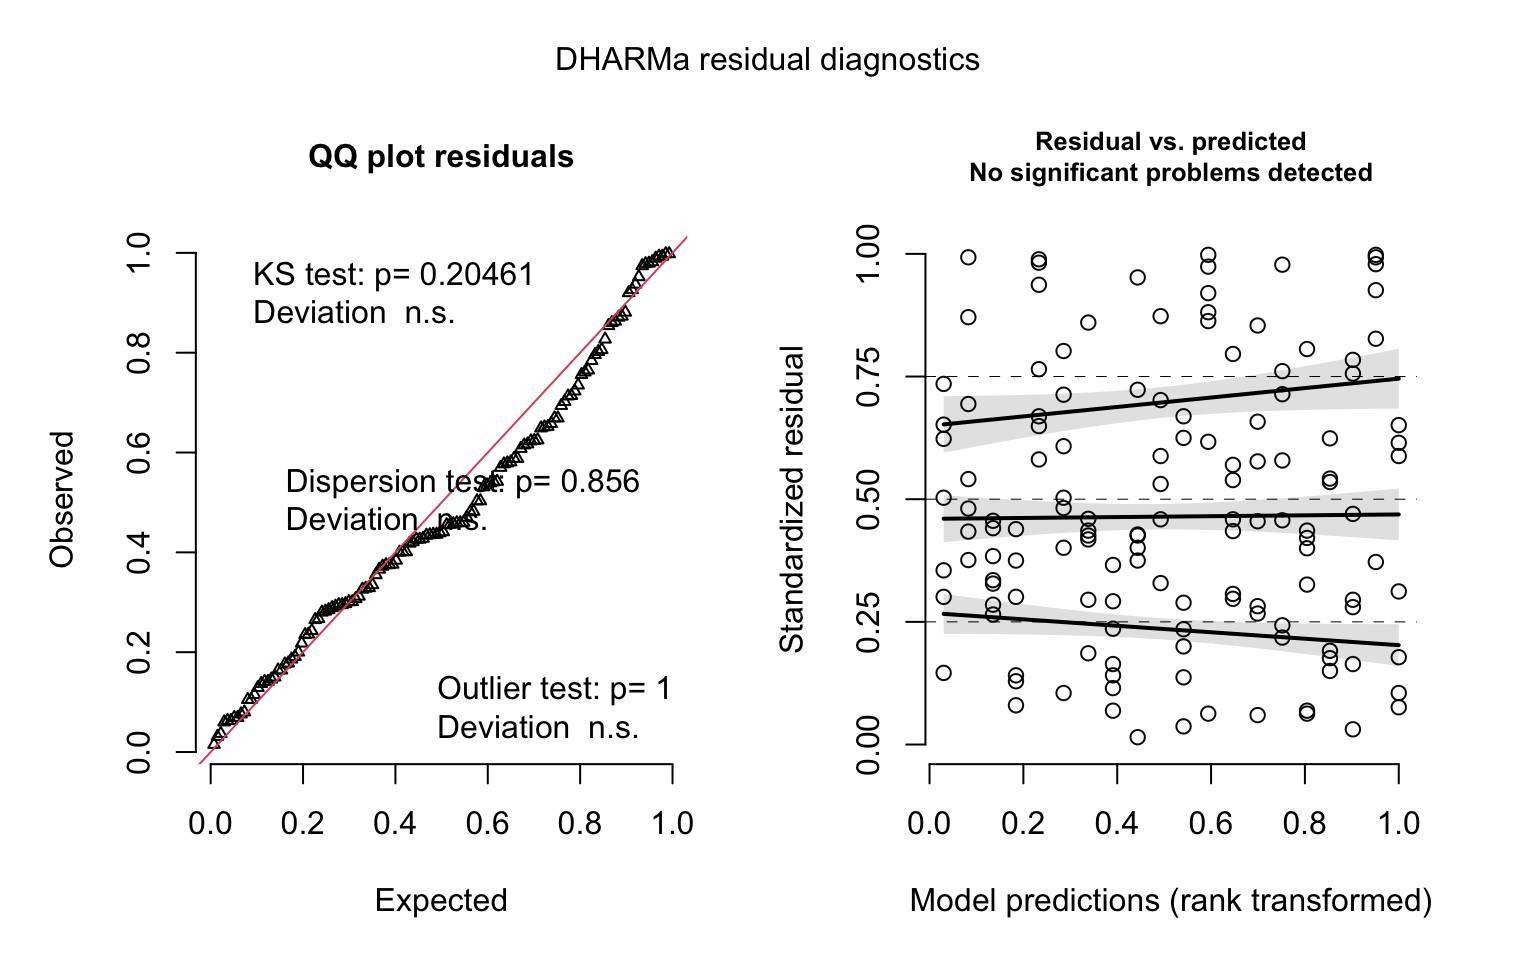 DHARMa residual diagnostics
QQ plot residuals
KS test: p= 0.20461
Deviation  n.s.
Dispersion test: p= 0.856
Deviation  n.s.
Outlier test: p= 1
Deviation  n.s.
Observed
0.0
0.2
0.4
0.6
0.8
1.0
0.0 0.2 0.4 0.6 0.8 1.0
Expected
Residual vs. predicted
No significant problems detected
Standardized residual
0.00
0.25
0.50
0.75
1.00
0.0 0.2 0.4 0.6 0.8 1.0
Model predictions (rank transformed)